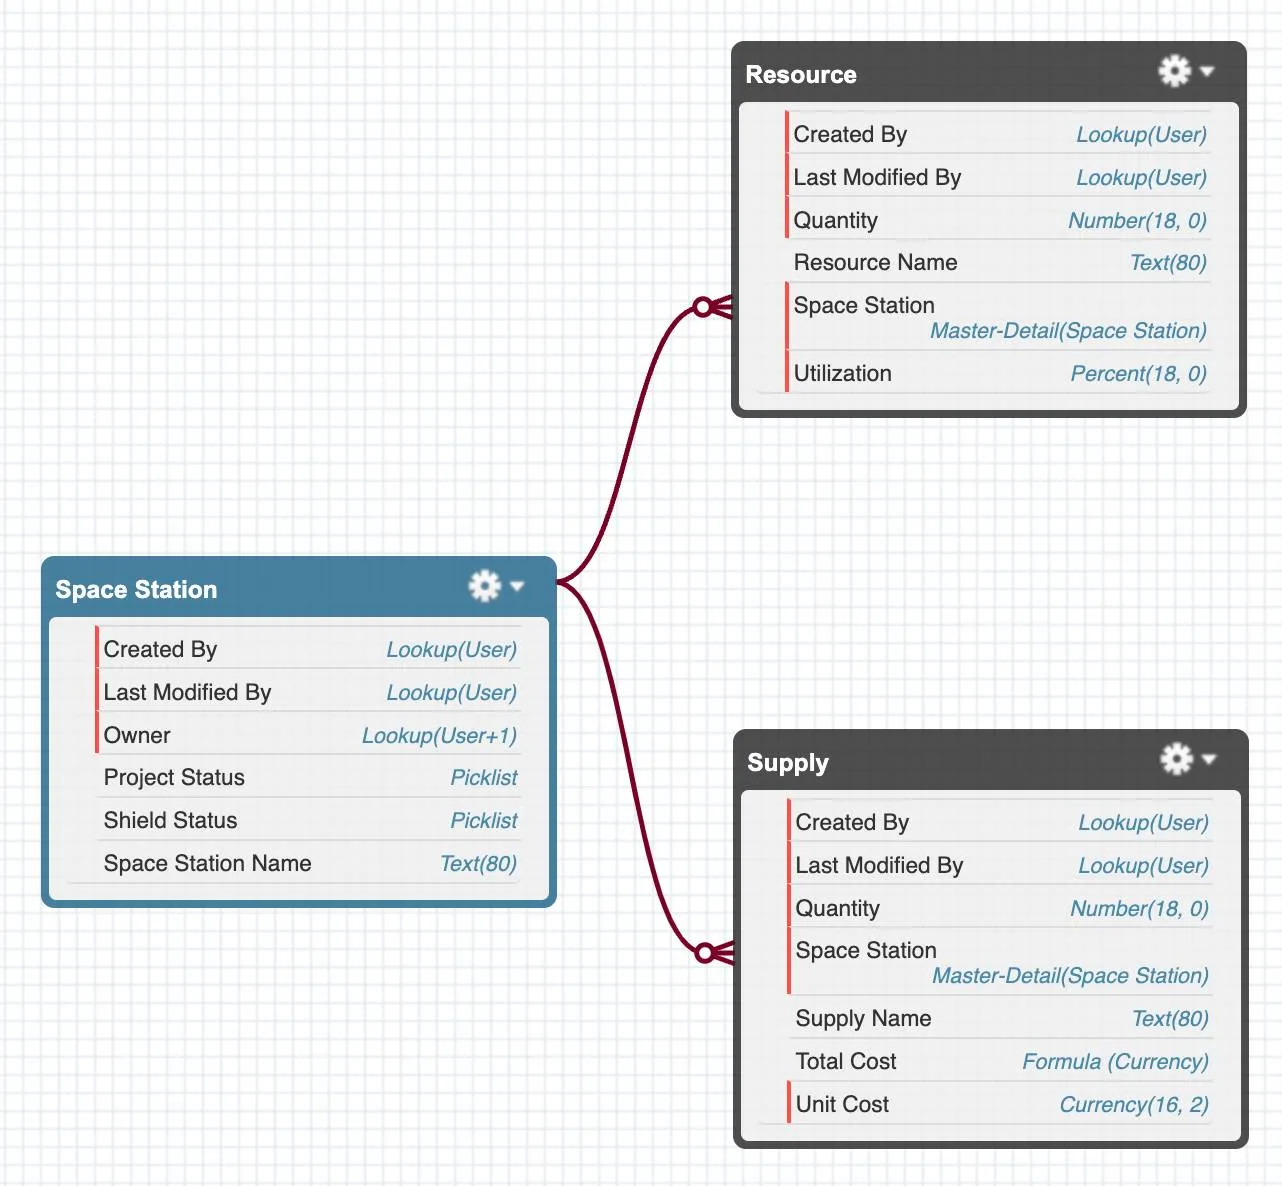 Resource
Created By Lookup(User)
Last Modified By Lookup(User)
Quantity Number(18, 0)
Resource Name Text(80)
Space Station
Master-Detail(Space Station)
Utilization Percent(18, 0)
Space Station
Created By Lookup(User)
Last Modified By Lookup(User)
Owner Lookup(User+1)
Project Status Picklist
Shield Status Picklist
Space Station Name Text(80)
Supply
Created By Lookup(User)
Last Modified By Lookup(User)
Quantity Number(18, 0)
Space Station
Master-Detail(Space Station)
Supply Name Text(80)
Total Cost Formula (Currency)
Unit Cost Currency(16, 2)